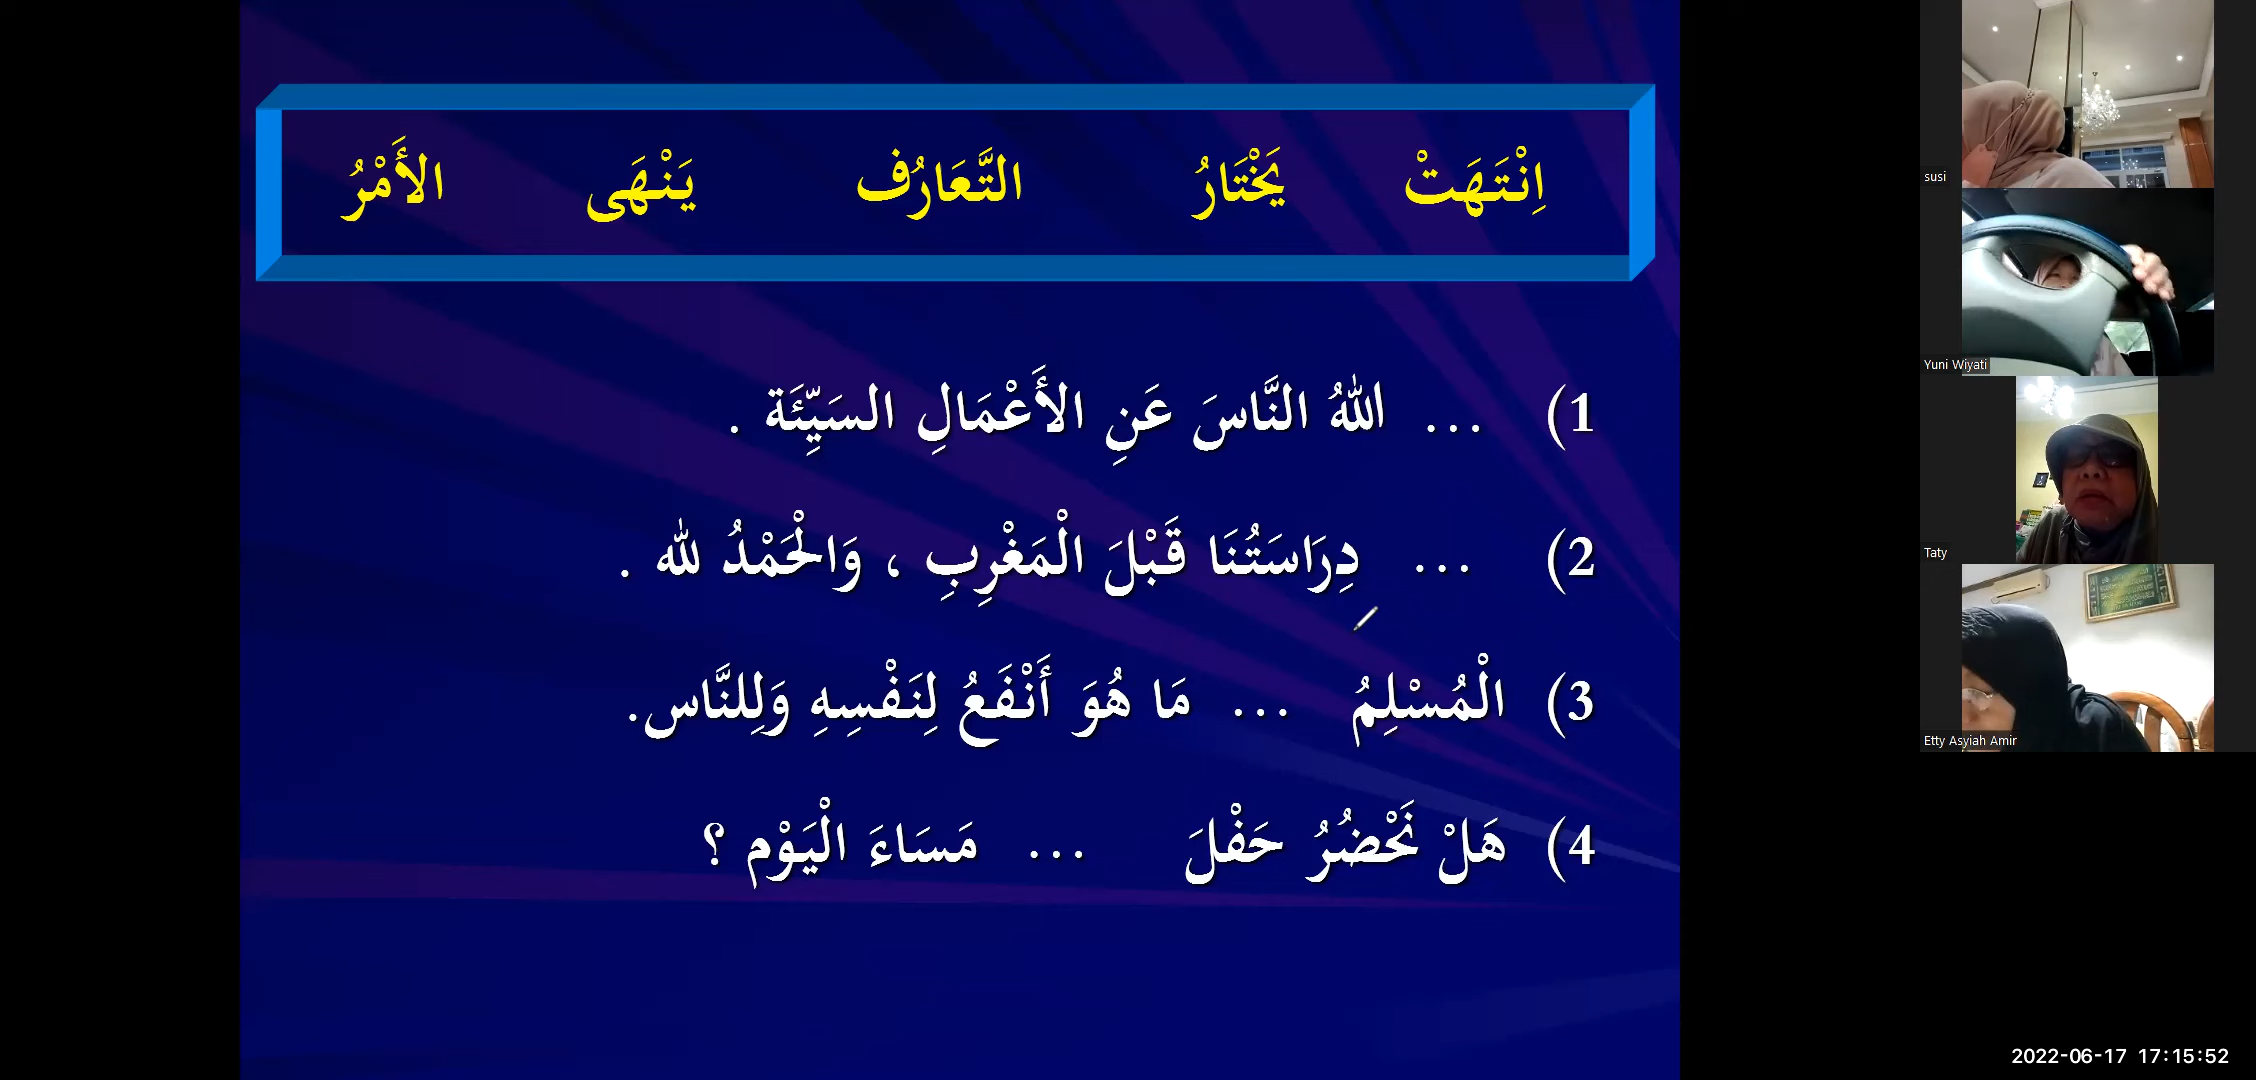 اِنْتَهَتْ يَخْتَارُ التَّعَارُف يَنْهَى الأَمْرُ
1) ... اللهُ النَّاسَ عَنِ الأَعْمَالِ السَيِّئَة .
2) ... دِرَاسَتُنَا قَبْلَ الْمَغْرِبِ ، وَالْحَمْدُ لله .
3) الْمُسْلِمُ ... مَا هُوَ أَنْفَعُ لِنَفْسِهِ وَلِلنَّاس.
4) هَلْ نَحْضُرُ حَفْلَ ... مَسَاءَ الْيَوْم ؟
susi
Yuni Wiyati
Taty
Etty Asyiah Amir
2022-06-17 17:15:52